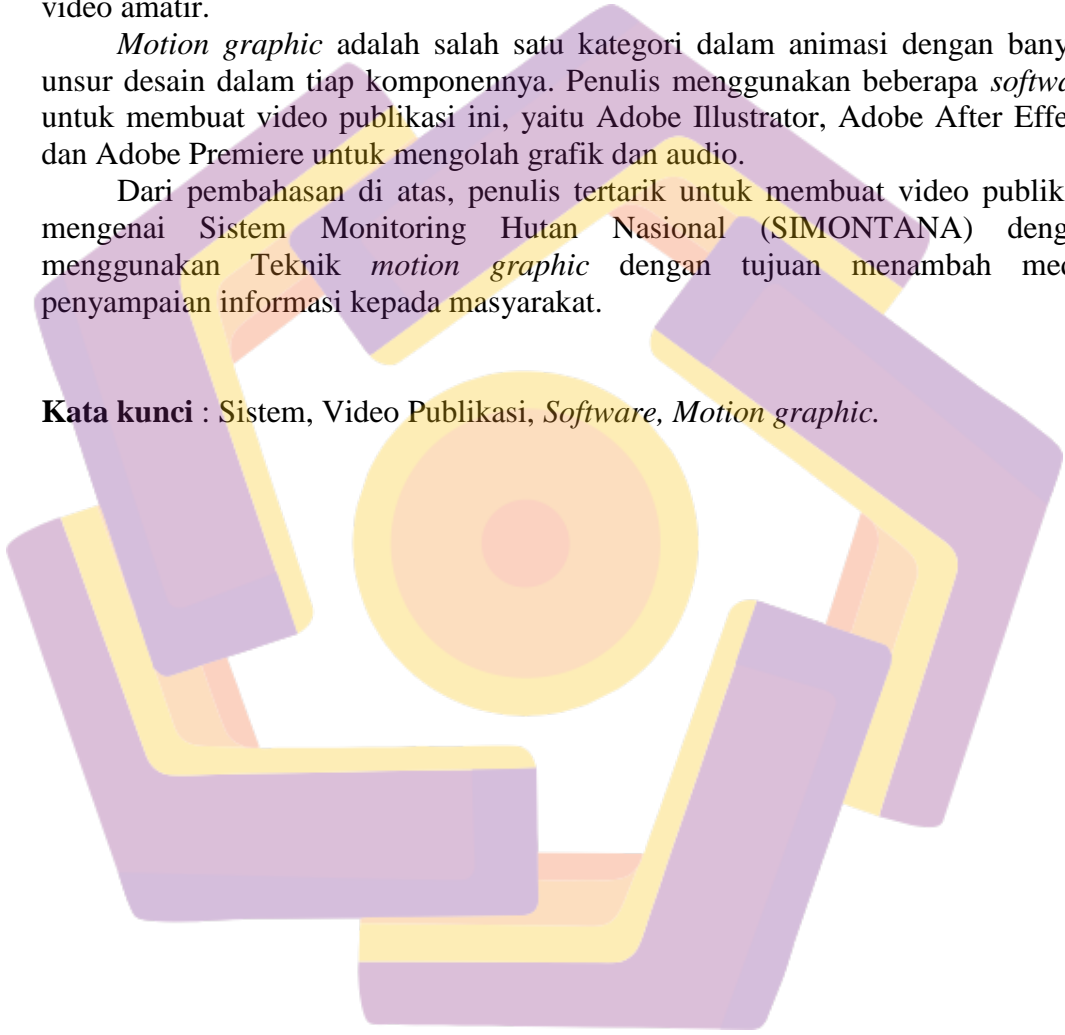 video amatir.
Motion graphic adalah salah satu kategori dalam animasi dengan bany
unsur desain dalam tiap komponennya. Penulis menggunakan beberapa softwa
untuk membuat video publikasi ini, yaitu Adobe Illustrator, Adobe After Effe
dan Adobe Premiere untuk mengolah grafik dan audio.
Dari pembahasan di atas, penulis tertarik untuk membuat video publik
mengenai Sistem Monitoring Hutan Nasional (SIMONTANA) deng
menggunakan Teknik motion graphic dengan tujuan menambah med
penyampaian informasi kepada masyarakat.
Kata kunci : Sistem, Video Publikasi, Software, Motion graphic.